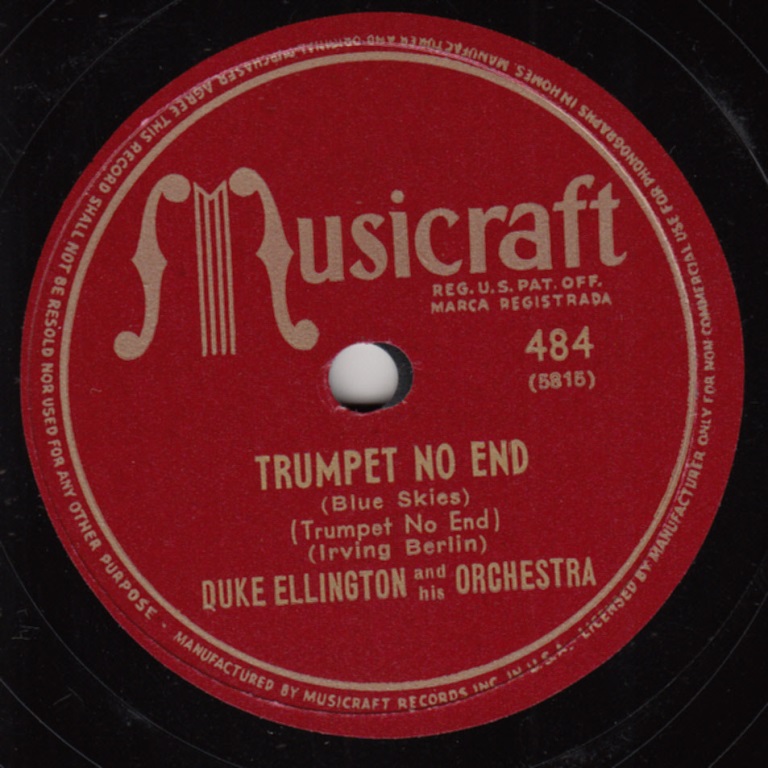 Musicraft
REG. U.S. PAT. OFF.
MARCA REGISTRADA
484
(5815)
TRUMPET NO END
(Blue Skies)
(Trumpet No End)
(Irving Berlin)
DUKE ELLINGTON and his ORCHESTRA
MANUFACTURED BY MUSICRAFT RECORDS INC. IN U.S.A. LICENSED BY MANUFACTURER ONLY FOR NON-COMMERCIAL USE FOR PHONOGRAPHS IN HOMES. MANUFACTURER AND ORIGINAL PURCHASER AGREE THIS RECORD SHALL NOT BE RESOLD NOR USED FOR ANY OTHER PURPOSE ·